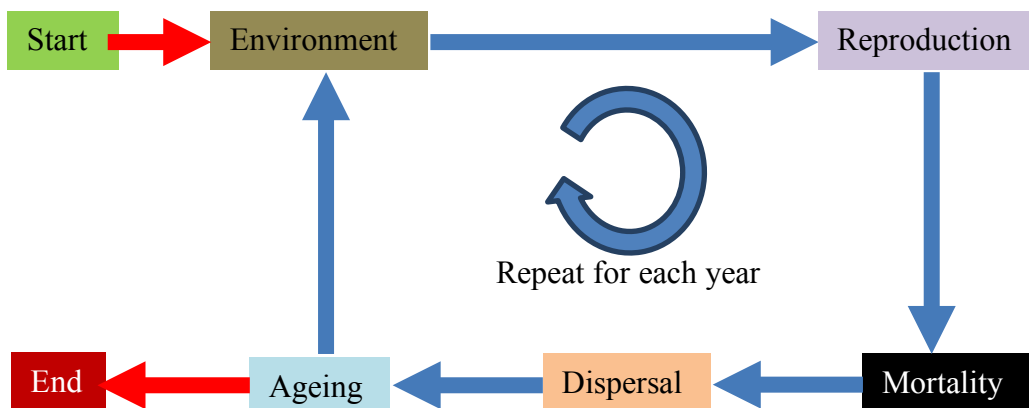 Start
Environment
Reproduction
Repeat for each year
End
Ageing
Dispersal
Mortality